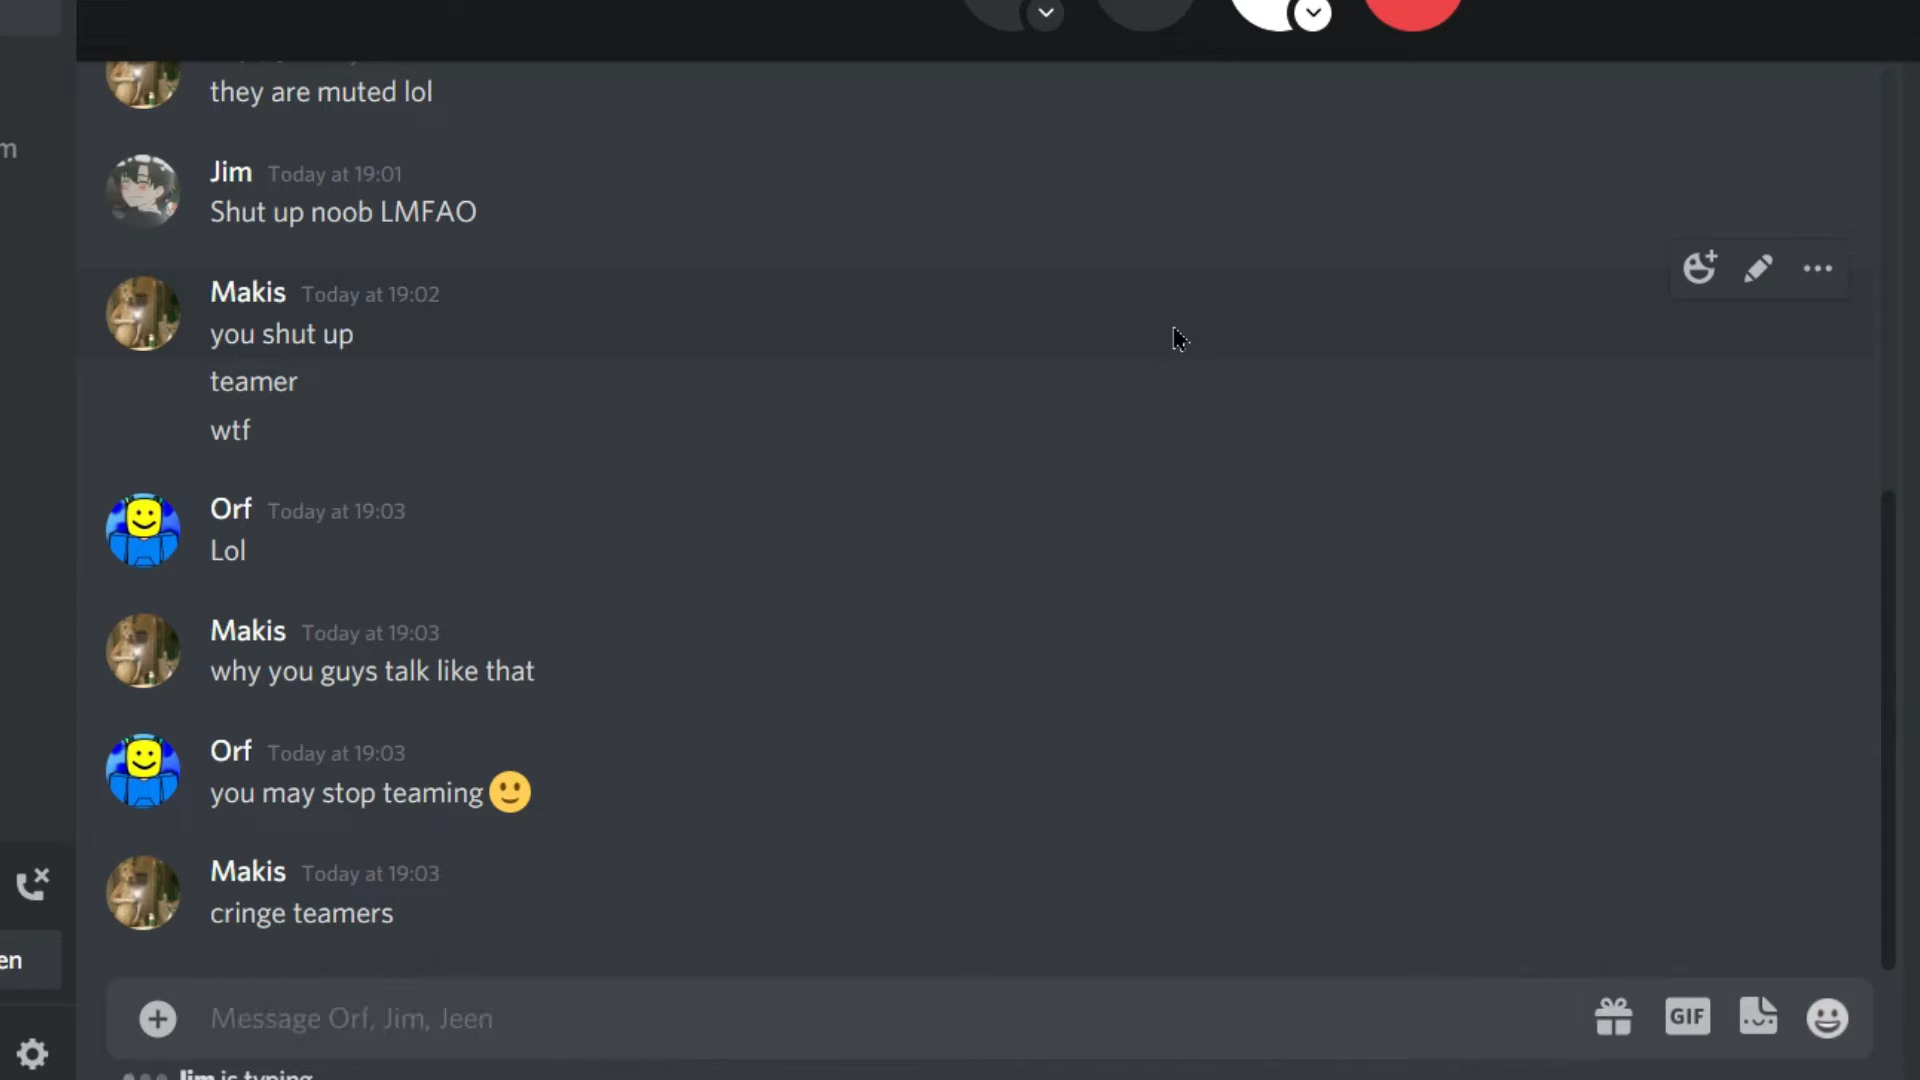 they are muted lol
m
Jim Today at 19:01
Shut up noob LMFAO
Makis Today at 19:02
you shut up
teamer
wtf
Orf Today at 19:03
Lol
Makis Today at 19:03
why you guys talk like that
Orf Today at 19:03
you may stop teaming
Makis Today at 19:03
cringe teamers
en
Message Orf, Jim, Jeen
GIF
Jim is typing